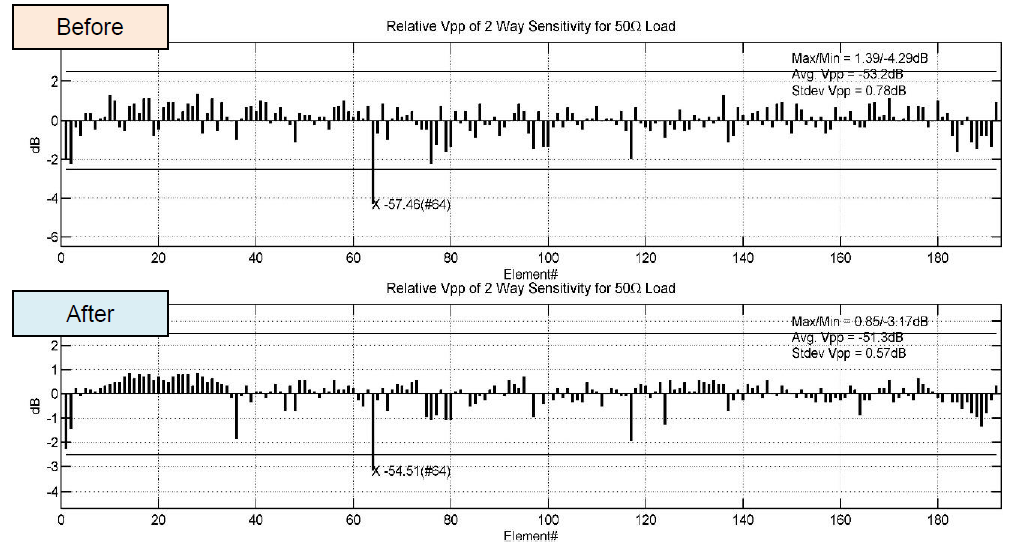 Before
Relative Vpp of 2 Way Sensitivity for 50Ω Load
Max/Min = 1.39/-4.29dB
Avg. Vpp = -53.2dB
Stdev Vpp = 0.78dB
2
0
-2
-4
-6
dB
X -57.46(#64)
0 20 40 60 80 100 120 140 160 180
Element#
After
Relative Vpp of 2 Way Sensitivity for 50Ω Load
Max/Min = 0.85/-3.17dB
Avg. Vpp = -51.3dB
Stdev Vpp = 0.57dB
2
1
0
-1
-2
-3
-4
dB
X -54.51(#64)
0 20 40 60 80 100 120 140 160 180
Element#